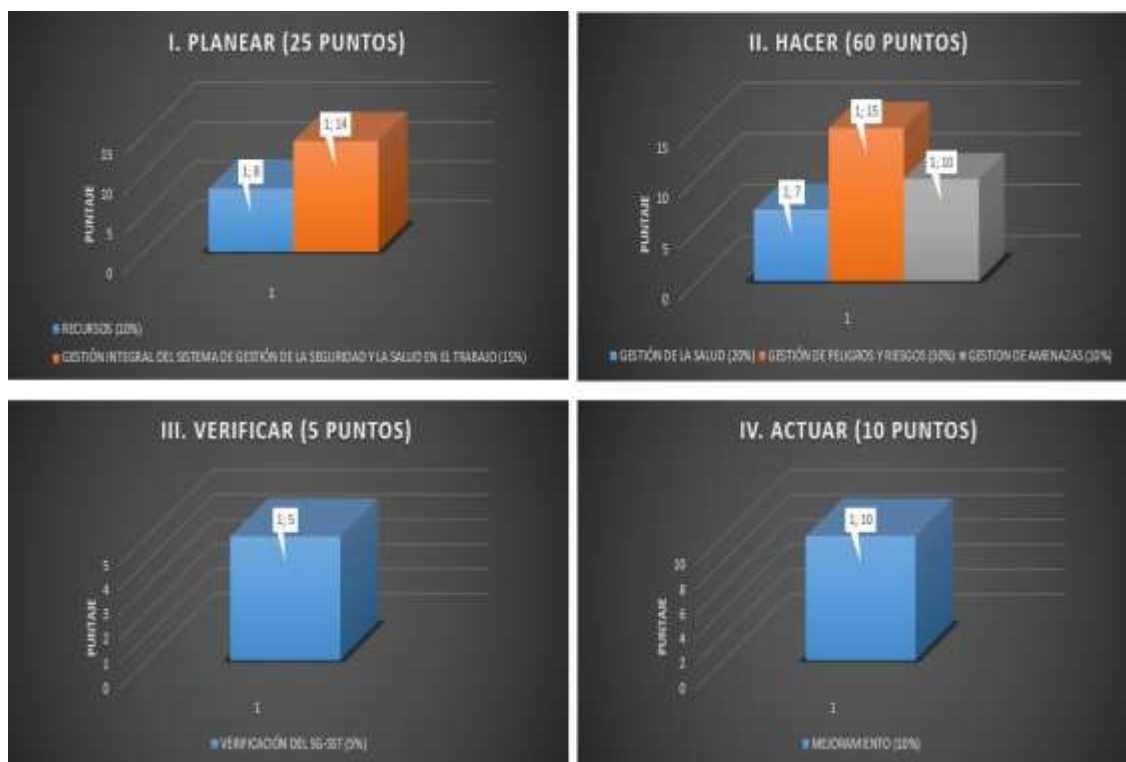 I. PLANEAR (25 PUNTOS)
PUNTAJE
15
10
5
0
1; 8
1; 14
1
RECURSOS (10%)
GESTIÓN INTEGRAL DEL SISTEMA DE GESTIÓN DE LA SEGURIDAD Y LA SALUD EN EL TRABAJO (15%)
II. HACER (60 PUNTOS)
PUNTAJE
15
10
5
0
1; 7
1; 15
1; 10
1
GESTIÓN DE LA SALUD (20%) GESTIÓN DE PELIGROS Y RIESGOS (30%) GESTION DE AMENAZAS (10%)
III. VERIFICAR (5 PUNTOS)
PUNTAJE
5
4
3
2
1
0
1; 5
1
VERIFICACIÓN DEL SG-SST (5%)
IV. ACTUAR (10 PUNTOS)
PUNTAJE
10
8
6
4
2
0
1; 10
1
MEJORAMIENTO (10%)